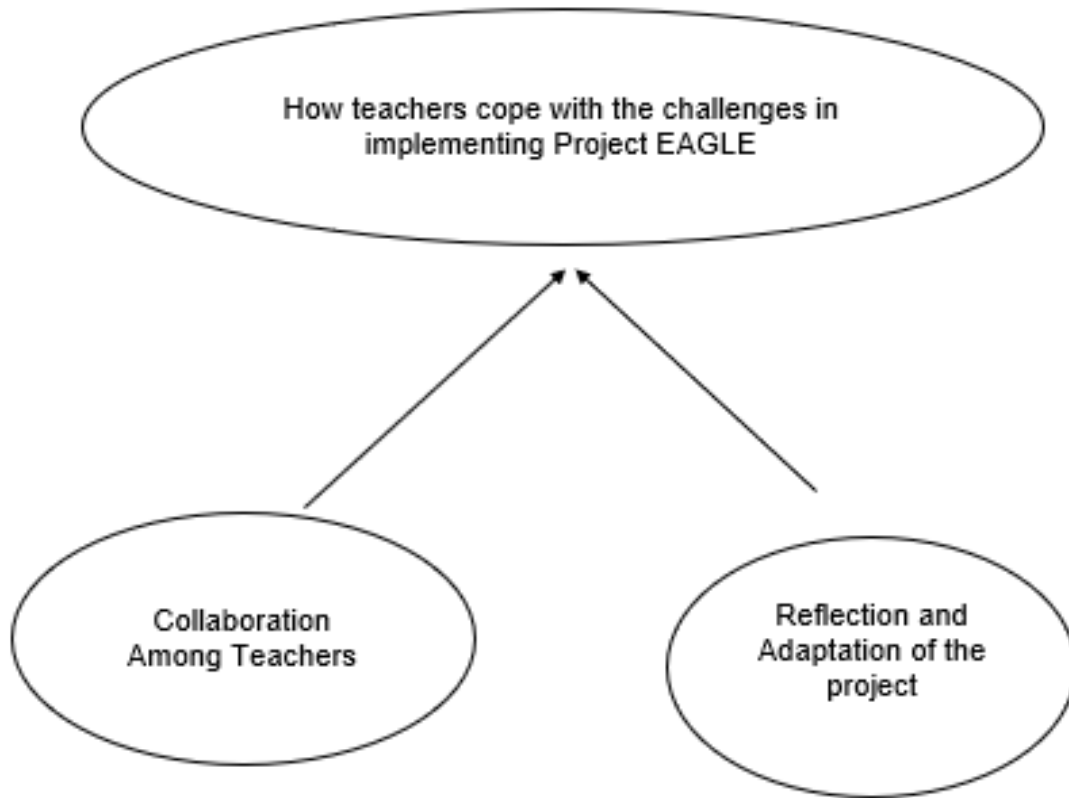 How teachers cope with the challenges in
implementing Project EAGLE
Collaboration
Among Teachers
Reflection and
Adaptation of the
project